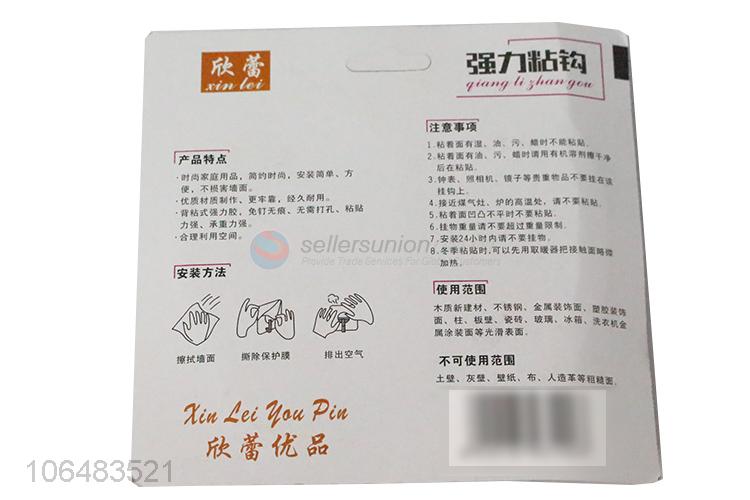 欣蕾
xin lei
强力粘钩
qiang li zhan gou
产品特点
·时尚家庭用品，简约时尚，安装简单、方
便，不损害墙面。
·优质材质制作、更牢靠，经久耐用。
·背粘式强力胶，免钉无痕、无需打孔、粘贴
力强、承重力强。
·合理利用空间。
安装方法
擦拭墙面
撕除保护膜
排出空气
Xin Lei You Pin
欣蕾优品
注意事项
1.粘着面有湿、油、污、蜡时不能粘贴。
2.粘着面有油、污、蜡时请用有机溶剂擦干净
后在粘贴。
3.钟表、照相机、镜子等贵重物品不要挂在该
挂钩上。
4.接近煤气灶、炉的高温处，请不要粘贴。
5.粘着面凹凸不平时不要粘贴。
6.挂物重量请不要超过重量限制。
7.安装24小时内请不要挂物。
8.冬季粘贴时,可以先用取暖器把接触面略微
加热。
使用范围
木质新建材、不锈钢、金属装饰面、塑胶装饰
面、柱、板壁、瓷砖、玻璃、冰箱、洗衣机金
属涂装面等光滑表面。
不可使用范围
土壁、灰壁、壁纸、布、人造革等粗糙面。
sellersunion
Provide Trade Services For Global Customers
106483521